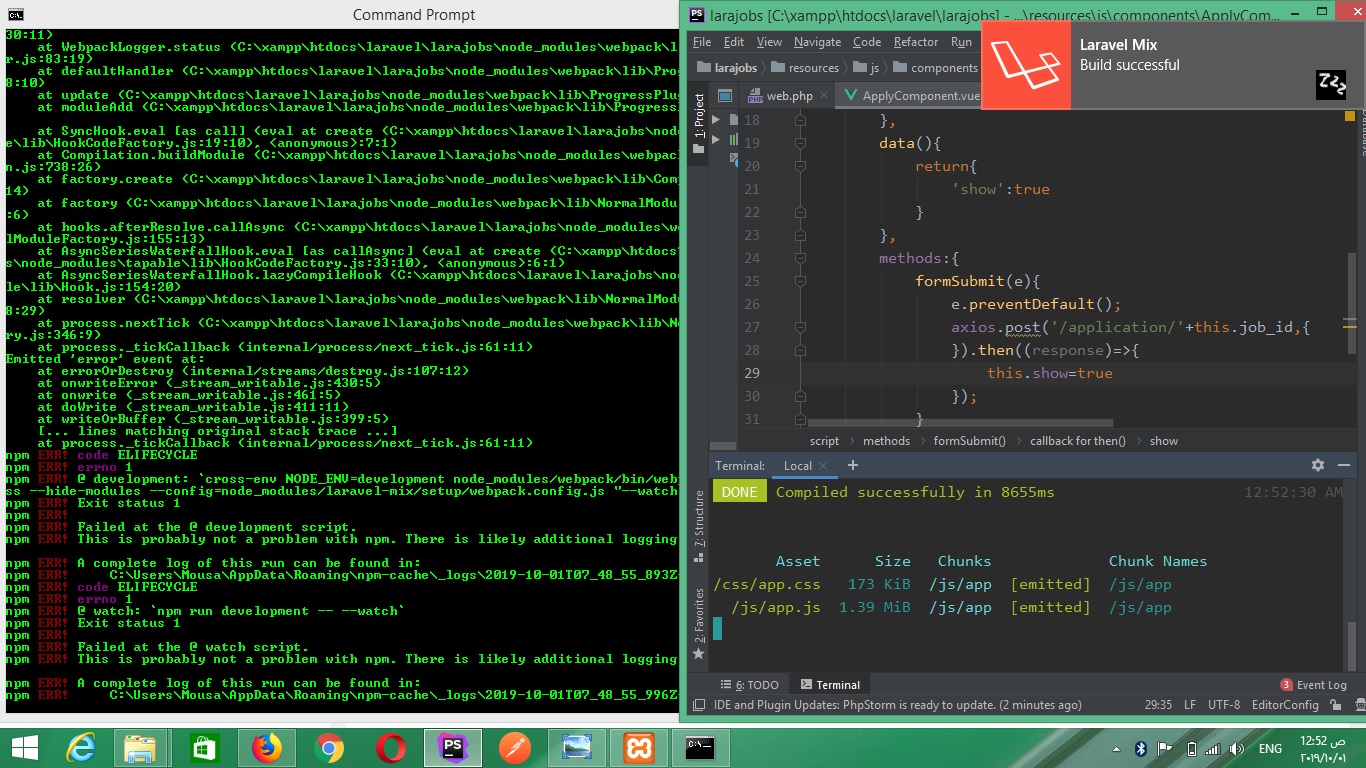 Command Prompt
30:11)
at WebpackLogger.status (C:\xampp\htdocs\laravel\larajobs\node_modules\webpack\l
r.js:83:19)
at defaultHandler (C:\xampp\htdocs\laravel\larajobs\node_modules\webpack\lib\Prog
8:10)
at update (C:\xampp\htdocs\laravel\larajobs\node_modules\webpack\lib\ProgressPlug
at moduleAdd (C:\xampp\htdocs\laravel\larajobs\node_modules\webpack\lib\Progress
at SyncHook.eval [as call] (eval at create (C:\xampp\htdocs\laravel\larajobs\nod
e\lib\HookCodeFactory.js:19:10), <anonymous>:7:1)
at Compilation.buildModule (C:\xampp\htdocs\laravel\larajobs\node_modules\webpac
n.js:738:26)
at factory.create (C:\xampp\htdocs\laravel\larajobs\node_modules\webpack\lib\Comp
14)
at factory (C:\xampp\htdocs\laravel\larajobs\node_modules\webpack\lib\NormalModu
:6)
at hooks.afterResolve.callAsync (C:\xampp\htdocs\laravel\larajobs\node_modules\w
lModuleFactory.js:155:13)
at AsyncSeriesWaterfallHook.eval [as callAsync] (eval at create (C:\xampp\htdocs
s\node_modules\tapable\lib\HookCodeFactory.js:33:10), <anonymous>:6:1)
at AsyncSeriesWaterfallHook.lazyCompileHook (C:\xampp\htdocs\laravel\larajobs\no
le\lib\Hook.js:154:20)
at resolver (C:\xampp\htdocs\laravel\larajobs\node_modules\webpack\lib\NormalMod
8:29)
at process.nextTick (C:\xampp\htdocs\laravel\larajobs\node_modules\webpack\lib\No
ry.js:346:9)
at process._tickCallback (internal/process/next_tick.js:61:11)
Emitted 'error' event at:
at errorOrDestroy (internal/streams/destroy.js:107:12)
at onwriteError (_stream_writable.js:430:5)
at onwrite (_stream_writable.js:461:5)
at doWrite (_stream_writable.js:411:11)
at writeOrBuffer (_stream_writable.js:399:5)
[... lines matching original stack trace ...]
at process._tickCallback (internal/process/next_tick.js:61:11)
npm ERR! code ELIFECYCLE
npm ERR! errno 1
npm ERR! @ development: `cross-env NODE_ENV=development node_modules/webpack/bin/web
ss --hide-modules --config=node_modules/laravel-mix/setup/webpack.config.js "--watch
npm ERR! Exit status 1
npm ERR!
npm ERR! Failed at the @ development script.
npm ERR! This is probably not a problem with npm. There is likely additional logging
npm ERR! A complete log of this run can be found in:
npm ERR! C:\Users\Mousa\AppData\Roaming\npm-cache\_logs\2019-10-01T07_48_55_893Z
npm ERR! code ELIFECYCLE
npm ERR! errno 1
npm ERR! @ watch: `npm run development -- --watch`
npm ERR! Exit status 1
npm ERR!
npm ERR! Failed at the @ watch script.
npm ERR! This is probably not a problem with npm. There is likely additional logging
npm ERR! A complete log of this run can be found in:
npm ERR! C:\Users\Mousa\AppData\Roaming\npm-cache\_logs\2019-10-01T07_48_55_996Z
larajobs [C:\xampp\htdocs\laravel\larajobs] - ...\resources\js\components\ApplyCom...
File Edit View Navigate Code Refactor Run
Laravel Mix
Build successful
larajobs resources js components
web.php ApplyComponent.vue
1: Project
18 },
19 data(){
20 return{
21 'show':true
22 }
23 },
24 methods:{
25 formSubmit(e){
26 e.preventDefault();
27 axios.post('/application/'+this.job_id,{
28 }).then((response)=>{
29 this.show=true
30 });
31 }
script methods formSubmit() callback for then() show
Terminal: Local +
DONE Compiled successfully in 8655ms 12:52:30 AM
Asset Size Chunks Chunk Names
/css/app.css 173 KiB /js/app [emitted] /js/app
/js/app.js 1.39 MiB /js/app [emitted] /js/app
7: Structure
2: Favorites
6: TODO Terminal 3 Event Log
IDE and Plugin Updates: PhpStorm is ready to update. (2 minutes ago) 29:35 LF UTF-8 EditorConfig
PS ENG 12:52 ص
٢٠١٩/١٠/٠١